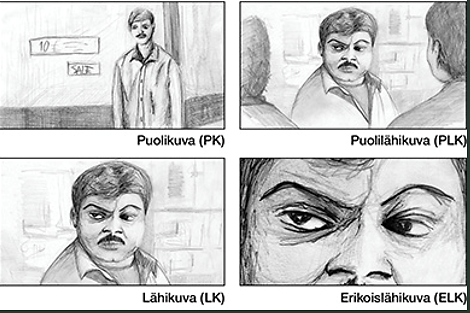 10
SALE
Puolikuva (PK)
Puolilähikuva (PLK)
Lähikuva (LK)
Erikoislähikuva (ELK)